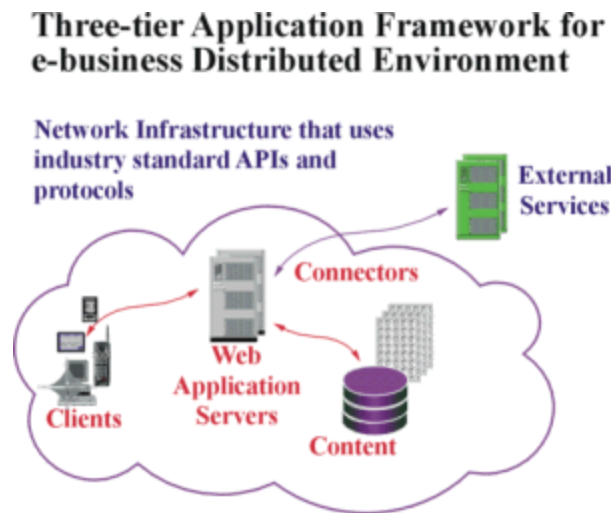 Three-tier Application Framework for
e-business Distributed Environment
Network Infrastructure that uses
industry standard APIs and
protocols
External
Services
Connectors
Web
Application
Servers
Clients
Content